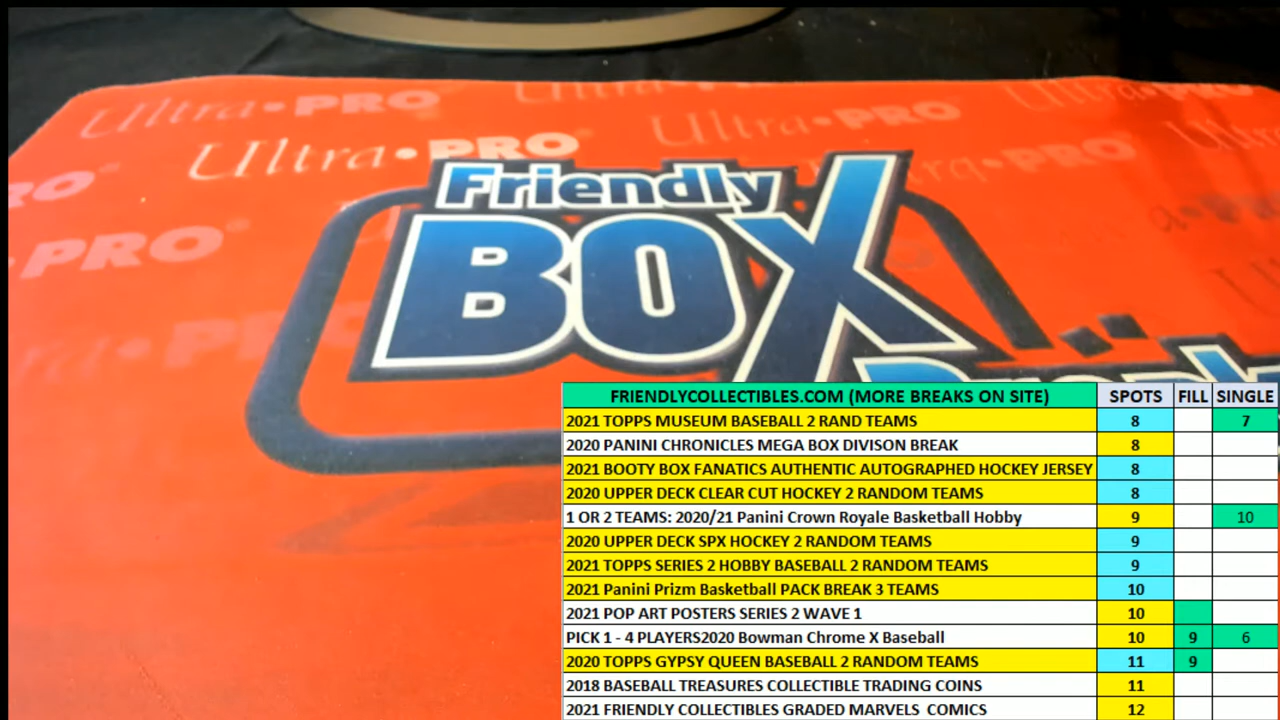 Ultra•PRO
Ultra•PRO
Ultra•PRO
Ultra•PRO
PRO
PRO
Friendly
BOX
FRIENDLYCOLLECTIBLES.COM (MORE BREAKS ON SITE) SPOTS FILL SINGLE
2021 TOPPS MUSEUM BASEBALL 2 RAND TEAMS 8 7
2020 PANINI CHRONICLES MEGA BOX DIVISON BREAK 8
2021 BOOTY BOX FANATICS AUTHENTIC AUTOGRAPHED HOCKEY JERSEY 8
2020 UPPER DECK CLEAR CUT HOCKEY 2 RANDOM TEAMS 8
1 OR 2 TEAMS: 2020/21 Panini Crown Royale Basketball Hobby 9 10
2020 UPPER DECK SPX HOCKEY 2 RANDOM TEAMS 9
2021 TOPPS SERIES 2 HOBBY BASEBALL 2 RANDOM TEAMS 9
2021 Panini Prizm Basketball PACK BREAK 3 TEAMS 10
2021 POP ART POSTERS SERIES 2 WAVE 1 10
PICK 1 - 4 PLAYERS2020 Bowman Chrome X Baseball 10 9 6
2020 TOPPS GYPSY QUEEN BASEBALL 2 RANDOM TEAMS 11 9
2018 BASEBALL TREASURES COLLECTIBLE TRADING COINS 11
2021 FRIENDLY COLLECTIBLES GRADED MARVELS COMICS 12